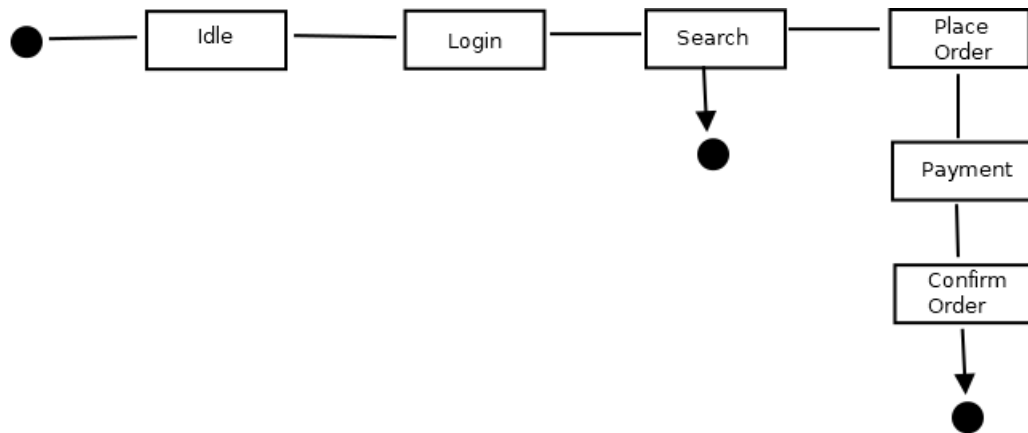 Idle
Login
Search
Place
Order
Payment
Confirm
Order